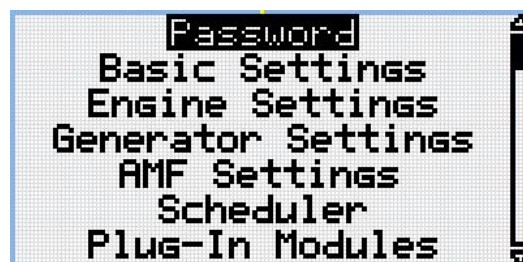 Password
Basic Settings
Engine Settings
Generator Settings
AMF Settings
Scheduler
Plug-In Modules